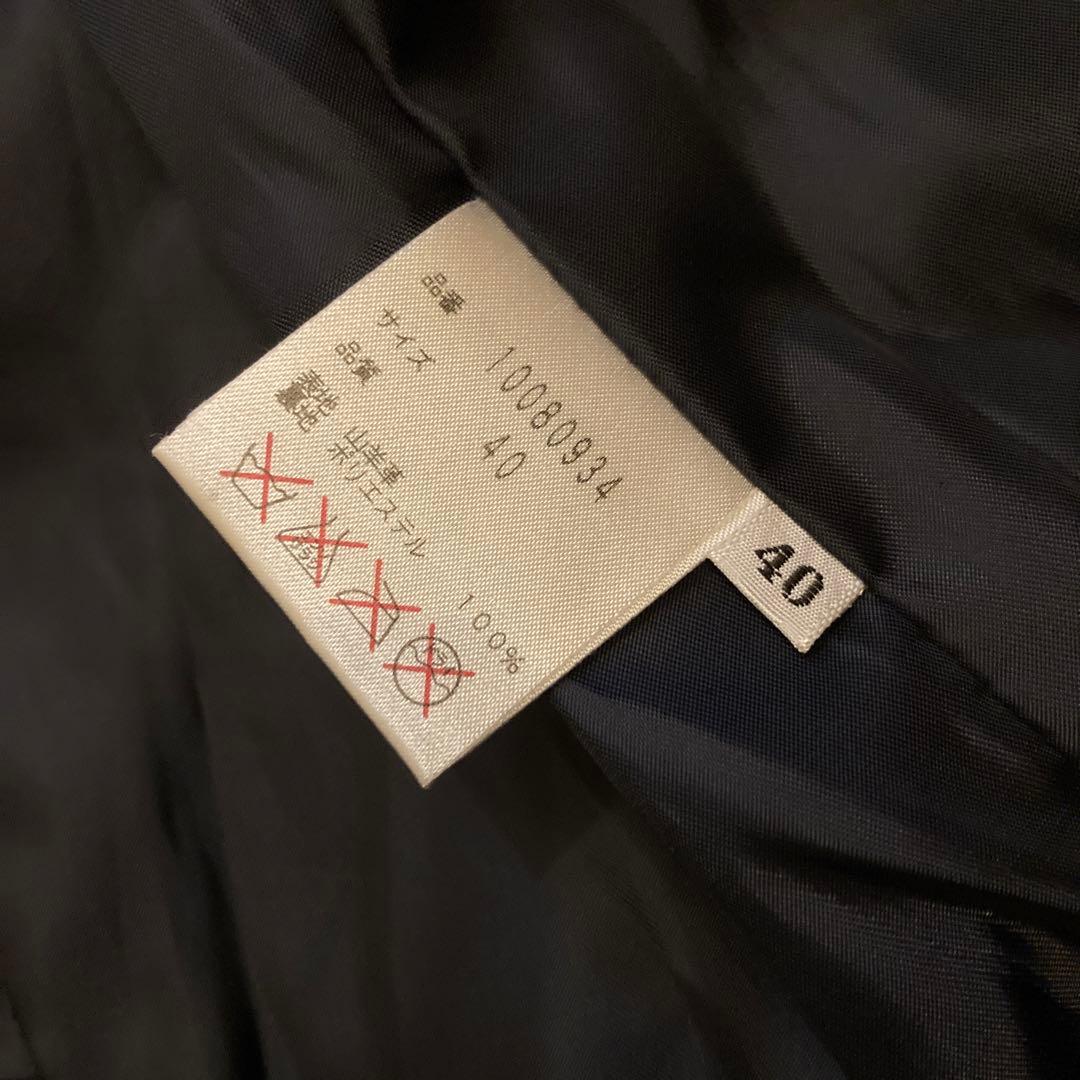 品番 10080934
サイズ 40
品質
表地 山羊革
裏地 ポリエステル 100%
40